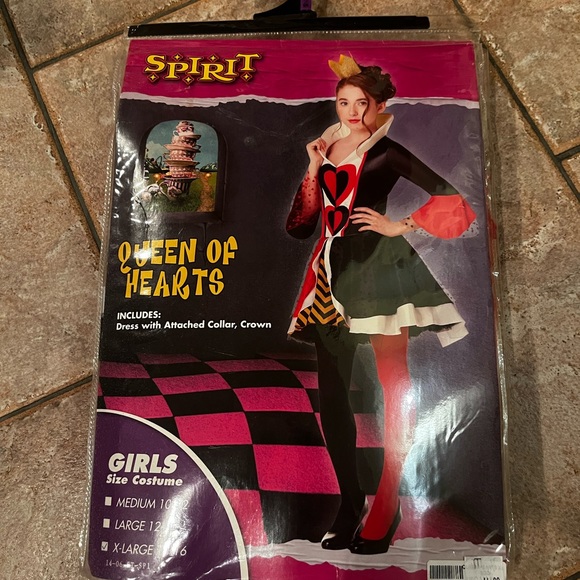 SPIRIT
QUEEN OF
HEARTS
INCLUDES:
Dress with Attached Collar, Crown
GIRLS
Size Costume
MEDIUM
LARGE
X-LARGE